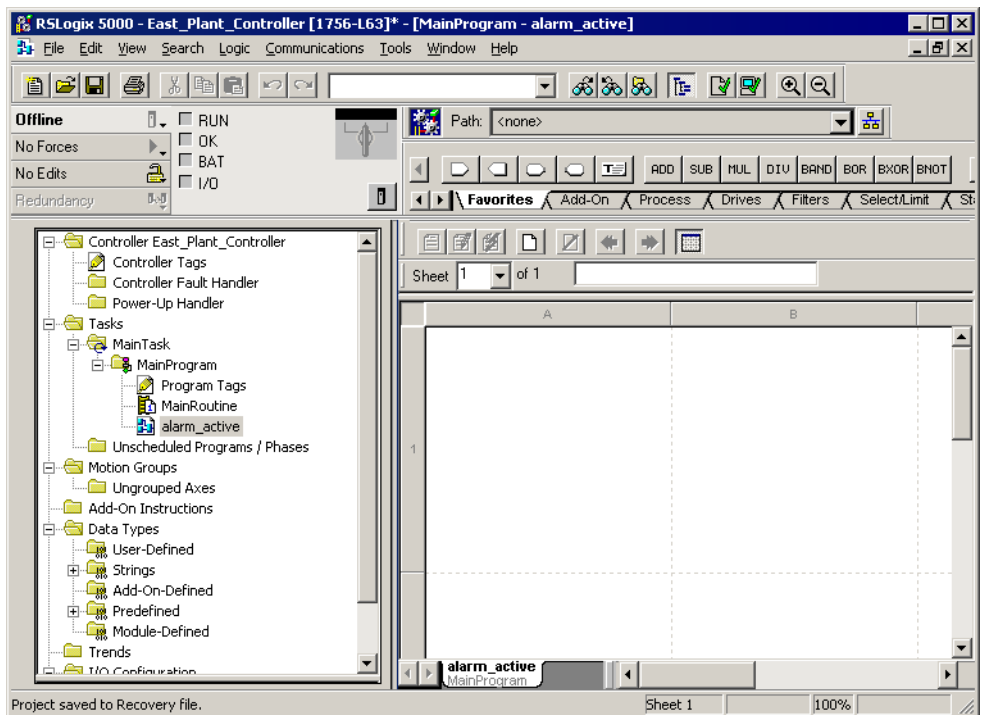 RSLogix 5000 - East_Plant_Controller [1756-L63]* - [MainProgram - alarm_active]
File Edit View Search Logic Communications Tools Window Help
Offline
RUN
Path: <none>
No Forces
OK
No Edits
BAT
I/O
Redundancy
ADD SUB MUL DIV BAND BOR BXOR BNOT
Favorites Add-On Process Drives Filters Select/Limit
Sheet 1 of 1
Controller East_Plant_Controller
Controller Tags
Controller Fault Handler
Power-Up Handler
Tasks
MainTask
MainProgram
Program Tags
MainRoutine
alarm_active
Unscheduled Programs / Phases
Motion Groups
Ungrouped Axes
Add-On Instructions
Data Types
User-Defined
Strings
Add-On-Defined
Predefined
Module-Defined
Trends
I/O Configuration
A B
1
alarm_active
MainProgram
Project saved to Recovery file.
Sheet 1
100%